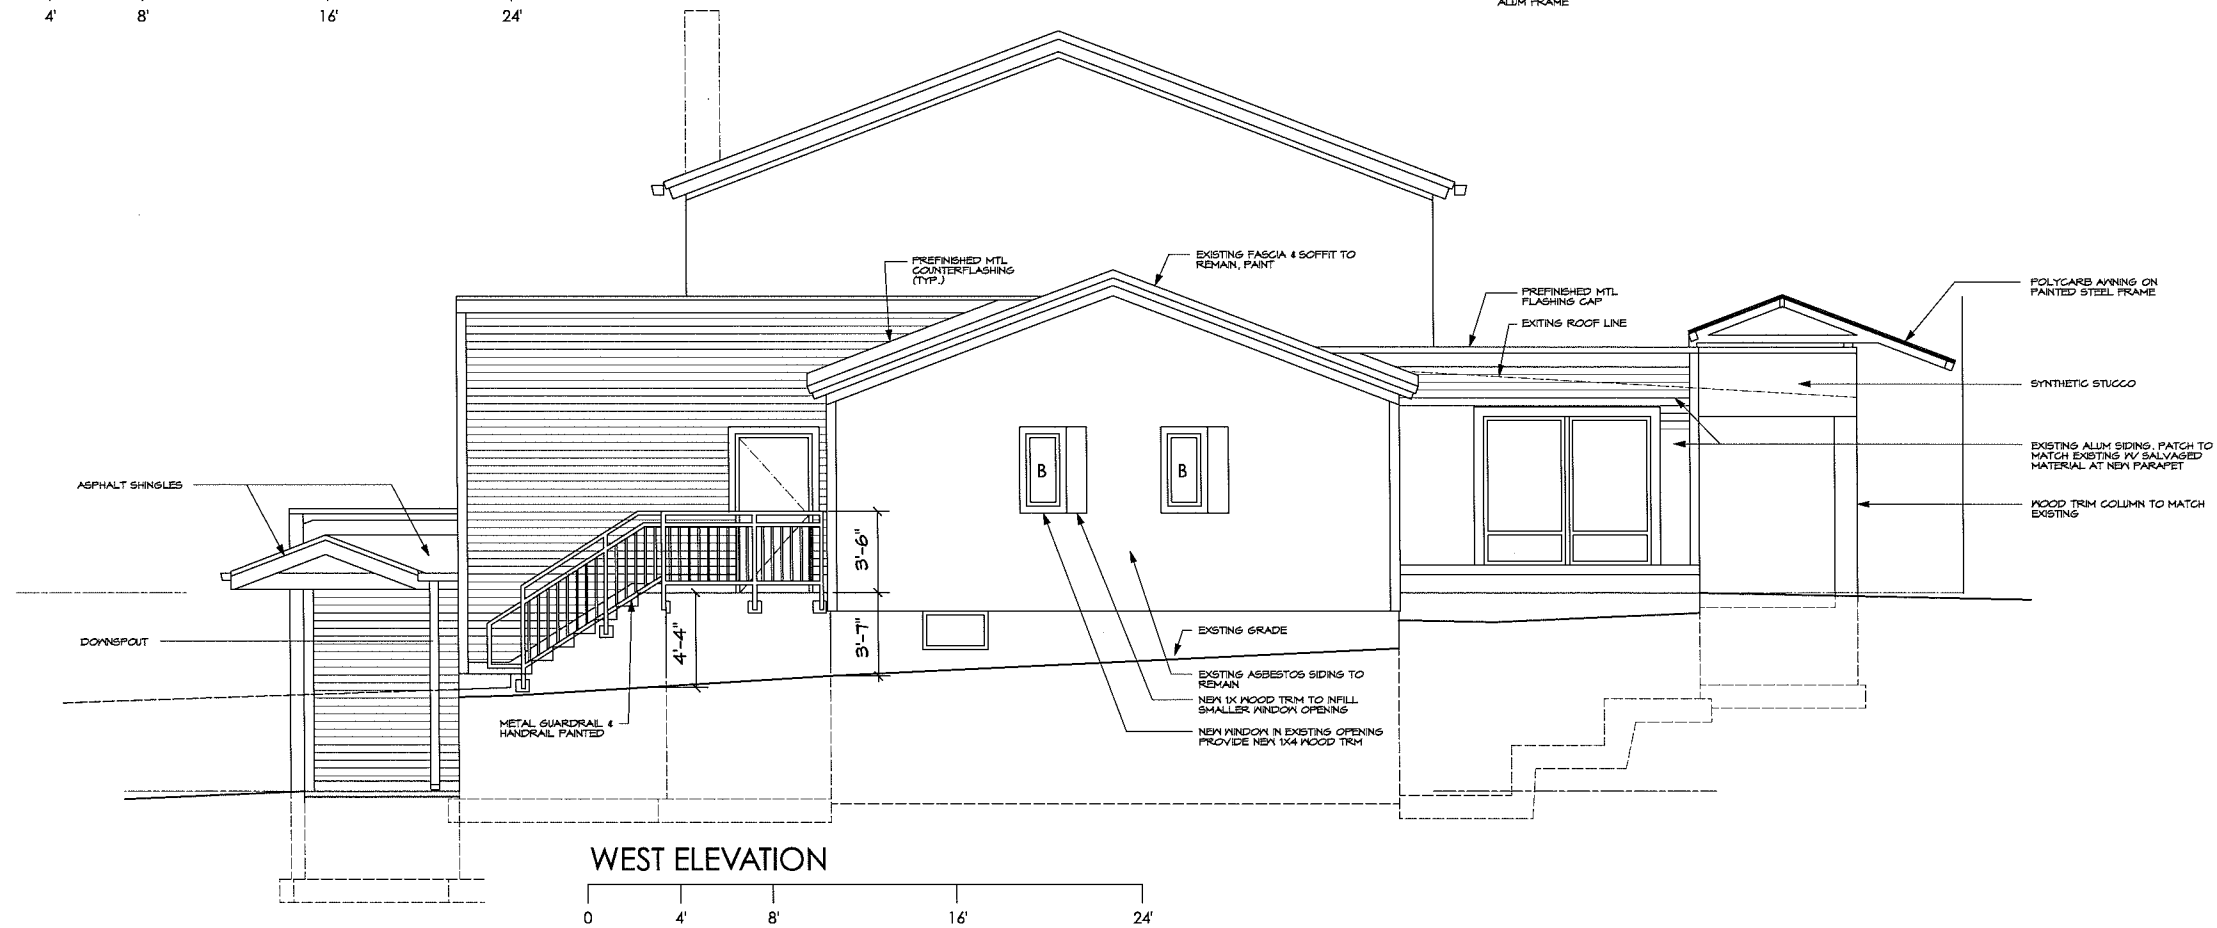 4' 8' 16' 24'
ALUM FRAME
PREFINISHED MTL
COUNTERFLASHING
(TYP.)
EXISTING FASCIA & SOFFIT TO
REMAIN, PAINT
PREFINISHED MTL
FLASHING CAP
EXITING ROOF LINE
POLYCARB AWNING ON
PAINTED STEEL FRAME
SYNTHETIC STUCCO
EXISTING ALUM SIDING. PATCH TO
MATCH EXISTING W/ SALVAGED
MATERIAL AT NEW PARAPET
WOOD TRIM COLUMN TO MATCH
EXISTING
ASPHALT SHINGLES
B
B
3'-6"
DOWNSPOUT
4'-4"
3'-7"
EXSTING GRADE
EXSTING ASBESTOS SIDING TO
REMAIN
NEW 1X WOOD TRIM TO INFILL
SMALLER WINDOW OPENING
NEW WINDOW IN EXISTING OPENING
PROVIDE NEW 1X4 WOOD TRM
METAL GUARDRAIL &
HANDRAIL PAINTED
WEST ELEVATION
0 4' 8' 16' 24'